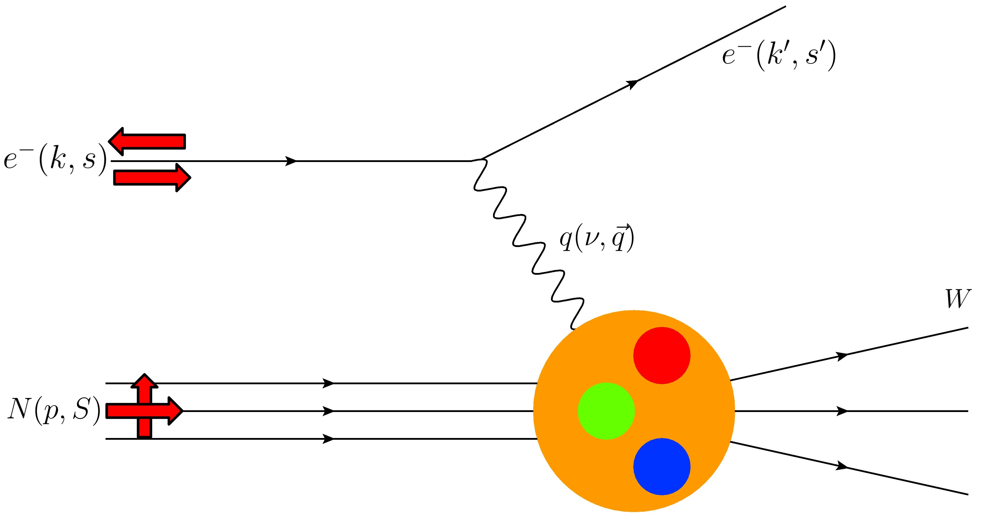 e⁻(k′, s′)
e⁻(k, s)
q(ν, q⃗)
W
N(p, S)